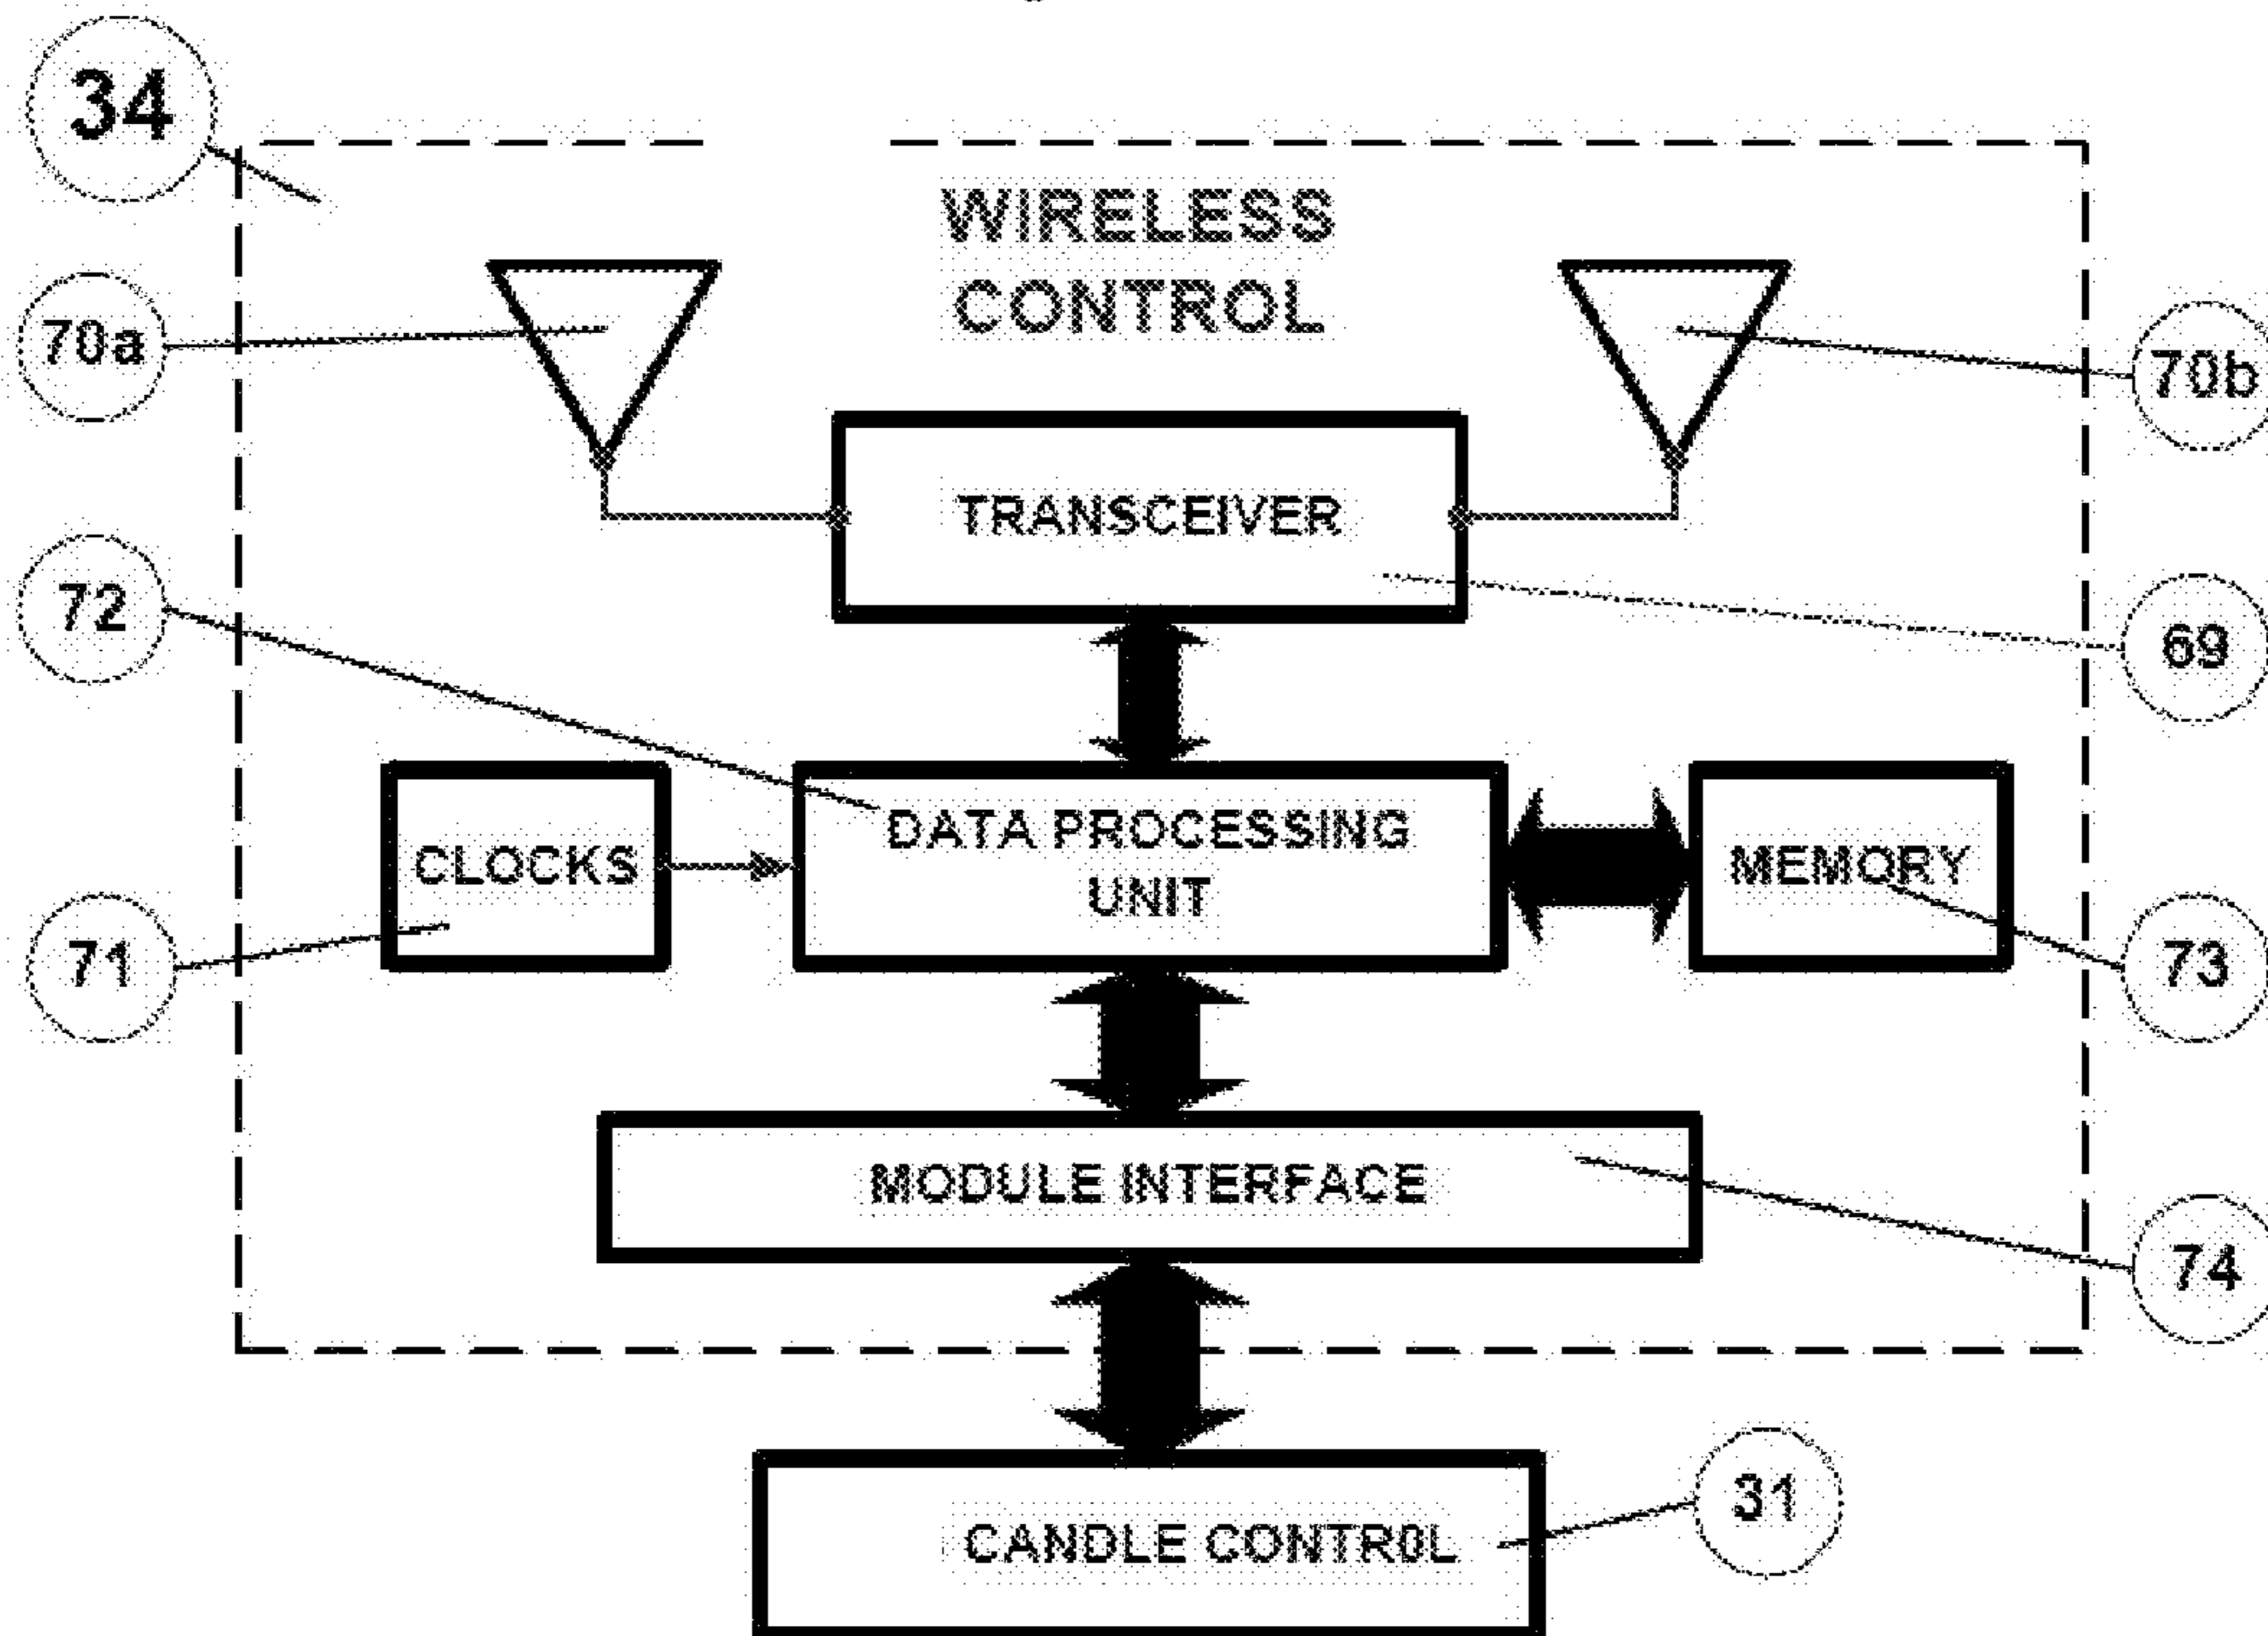 34
WIRELESS
CONTROL
70a
70b
TRANSCEIVER
72
69
DATA PROCESSING
UNIT
CLOCKS
MEMORY
71
73
MODULE INTERFACE
74
31
CANDLE CONTR0L